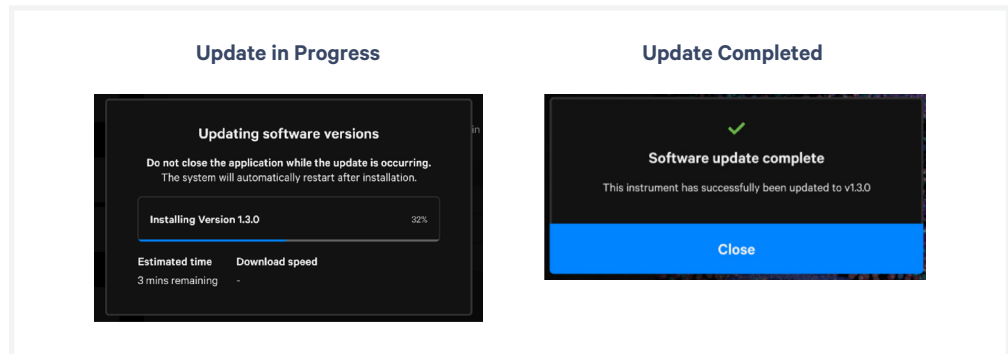 Update in Progress
Updating software versions
in
Do not close the application while the update is occurring.
The system will automatically restart after installation.
Installing Version 1.3.0
32%
Estimated time
Download speed
3 mins remaining
-
Update Completed
Software update complete
This instrument has successfully been updated to v1.3.0
Close